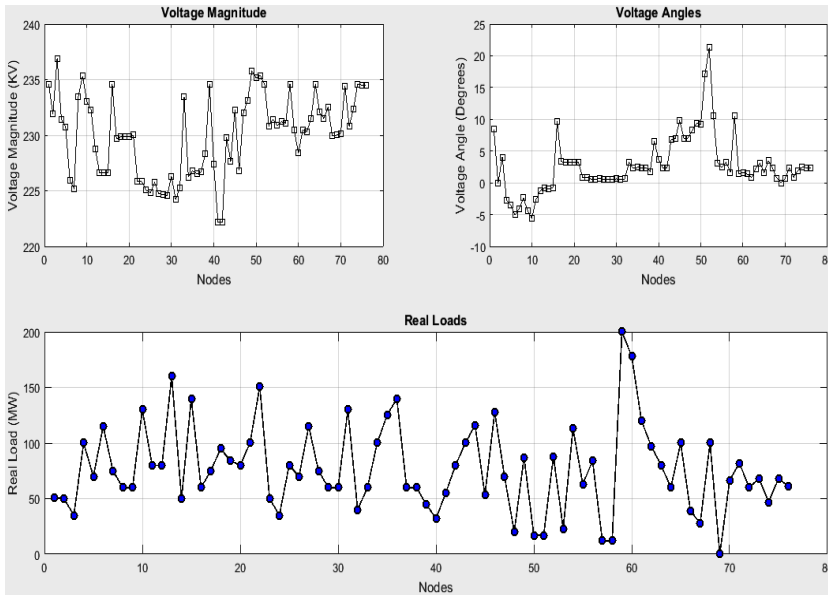 Voltage Magnitude
Voltage Angles
Voltage Magnitude (KV)
240
235
230
225
220
0 10 20 30 40 50 60 70 80
Nodes
Voltage Angle (Degrees)
25
20
15
10
5
0
-5
-10
0 10 20 30 40 50 60 70 8
Nodes
Real Loads
Real Load (MW)
200
150
100
50
0
0 10 20 30 40 50 60 70 8
Nodes